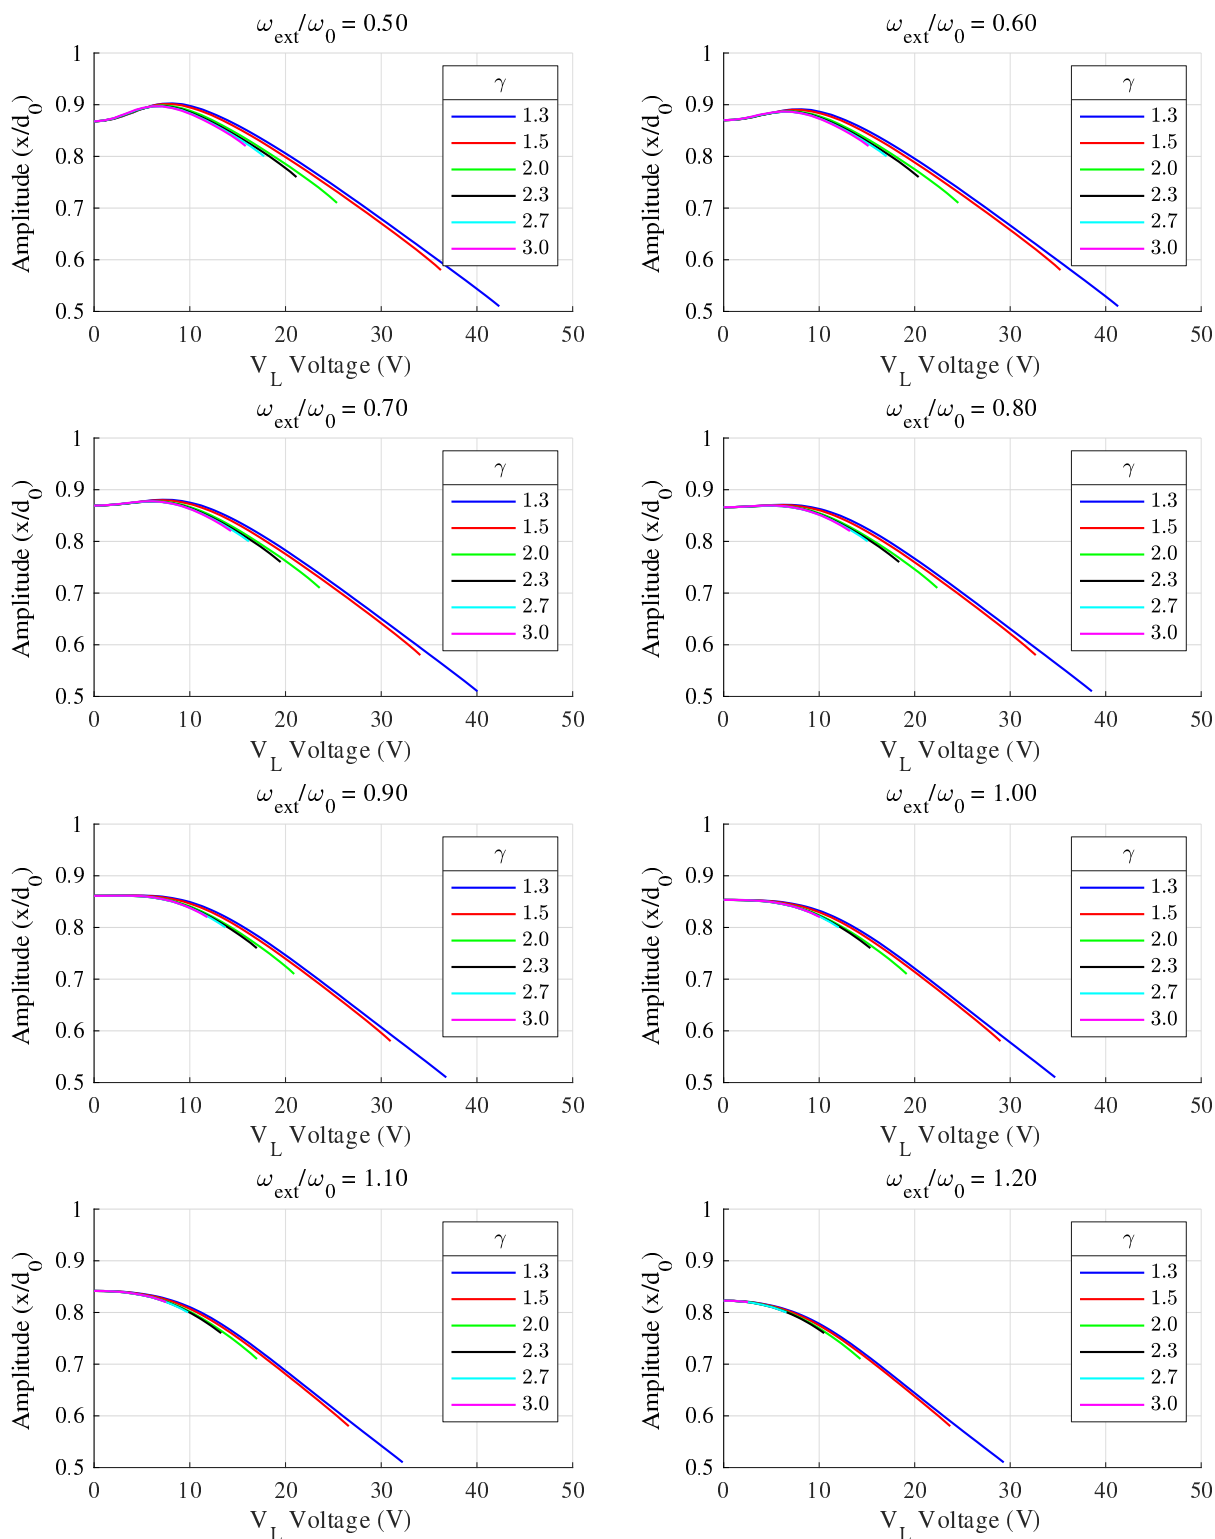 ω_ext/ω_0 = 0.50
1
0.9
0.8
0.7
0.6
0.5
Amplitude (x/d_0)
0 10 20 30 40 50
V_L Voltage (V)
γ
1.3
1.5
2.0
2.3
2.7
3.0
ω_ext/ω_0 = 0.60
1
0.9
0.8
0.7
0.6
0.5
Amplitude (x/d_0)
0 10 20 30 40 50
V_L Voltage (V)
γ
1.3
1.5
2.0
2.3
2.7
3.0
ω_ext/ω_0 = 0.70
1
0.9
0.8
0.7
0.6
0.5
Amplitude (x/d_0)
0 10 20 30 40 50
V_L Voltage (V)
γ
1.3
1.5
2.0
2.3
2.7
3.0
ω_ext/ω_0 = 0.80
1
0.9
0.8
0.7
0.6
0.5
Amplitude (x/d_0)
0 10 20 30 40 50
V_L Voltage (V)
γ
1.3
1.5
2.0
2.3
2.7
3.0
ω_ext/ω_0 = 0.90
1
0.9
0.8
0.7
0.6
0.5
Amplitude (x/d_0)
0 10 20 30 40 50
V_L Voltage (V)
γ
1.3
1.5
2.0
2.3
2.7
3.0
ω_ext/ω_0 = 1.00
1
0.9
0.8
0.7
0.6
0.5
Amplitude (x/d_0)
0 10 20 30 40 50
V_L Voltage (V)
γ
1.3
1.5
2.0
2.3
2.7
3.0
ω_ext/ω_0 = 1.10
1
0.9
0.8
0.7
0.6
0.5
Amplitude (x/d_0)
0 10 20 30 40 50
V_L Voltage (V)
γ
1.3
1.5
2.0
2.3
2.7
3.0
ω_ext/ω_0 = 1.20
1
0.9
0.8
0.7
0.6
0.5
Amplitude (x/d_0)
0 10 20 30 40 50
V_L Voltage (V)
γ
1.3
1.5
2.0
2.3
2.7
3.0